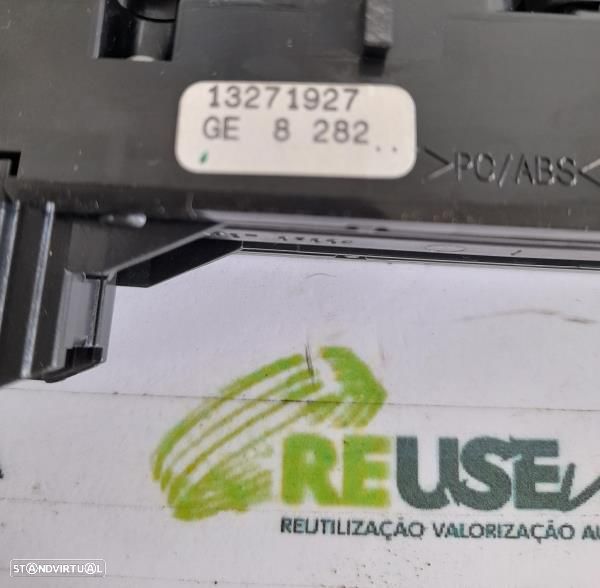 13271927
GE 8 282..
>PC/ABS<
REUSE
REUTILIZAÇÃO VALORIZAÇÃO AU
STANDVIRTUAL